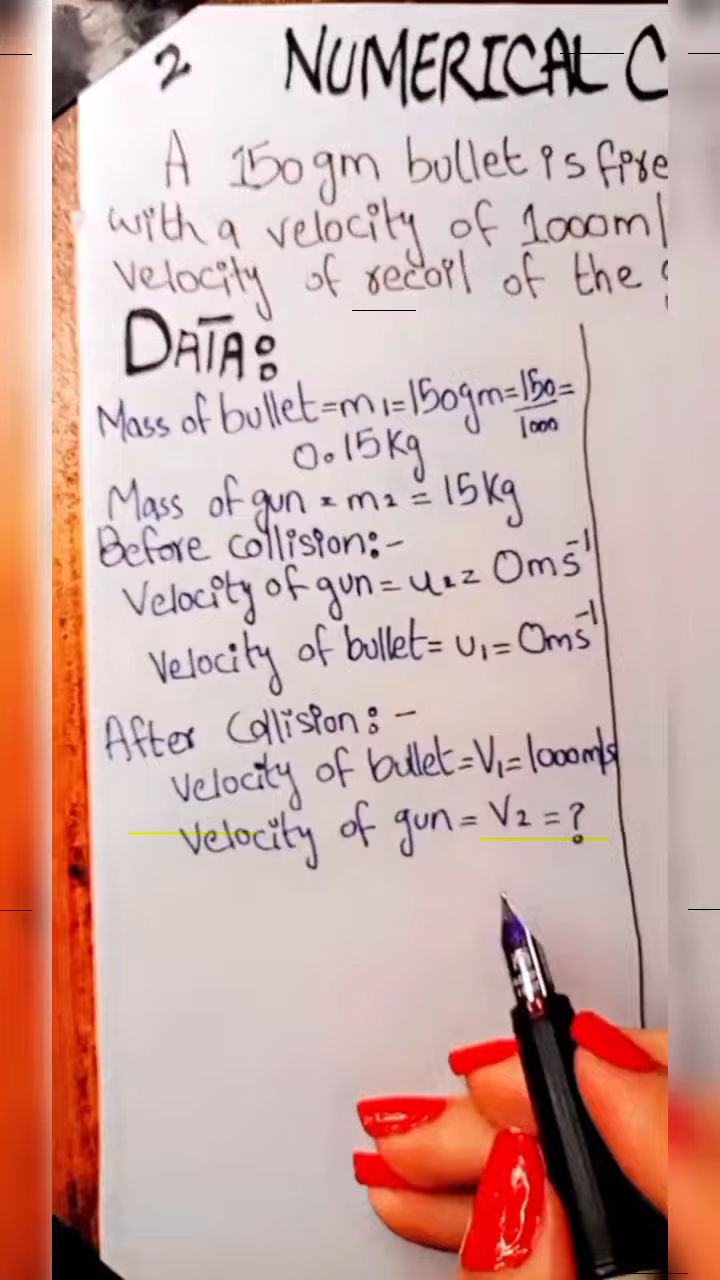 2 NUMERICAL C
A 150gm bullet is fire
with a velocity of 1000m/
velocity of recoil of the
DATA:
Mass of bullet=m1=150gm=150/1000=
0.15Kg
Mass of gun = m2 = 15Kg
Before collision:-
Velocity of gun=u2= 0ms⁻¹
Velocity of bullet= u1= 0ms⁻¹
After Collision:-
Velocity of bullet=V1=1000m/s
Velocity of gun= V2 = ?